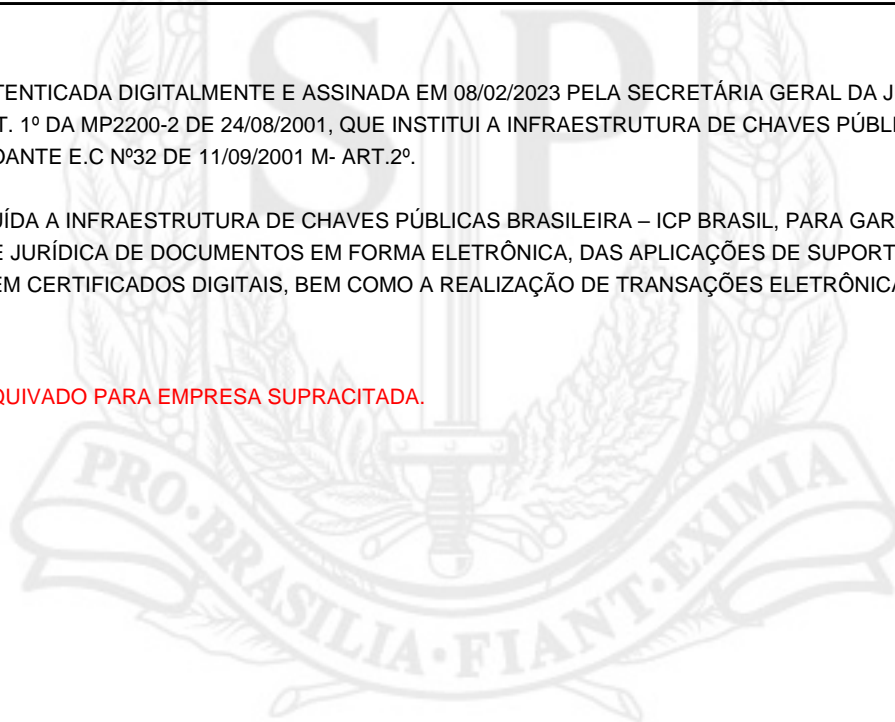 TENTICADA DIGITALMENTE E ASSINADA EM 08/02/2023 PELA SECRETÁRIA GERAL DA J
T. 1º DA MP2200-2 DE 24/08/2001, QUE INSTITUI A INFRAESTRUTURA DE CHAVES PÚBLI
DANTE E.C Nº32 DE 11/09/2001 M- ART.2º.
UÍDA A INFRAESTRUTURA DE CHAVES PÚBLICAS BRASILEIRA – ICP BRASIL, PARA GAR
E JURÍDICA DE DOCUMENTOS EM FORMA ELETRÔNICA, DAS APLICAÇÕES DE SUPORT
EM CERTIFICADOS DIGITAIS, BEM COMO A REALIZAÇÃO DE TRANSAÇÕES ELETRÔNICA
QUIVADO PARA EMPRESA SUPRACITADA.
SP
PRO·BRASILIA·FIANT·EXIMIA